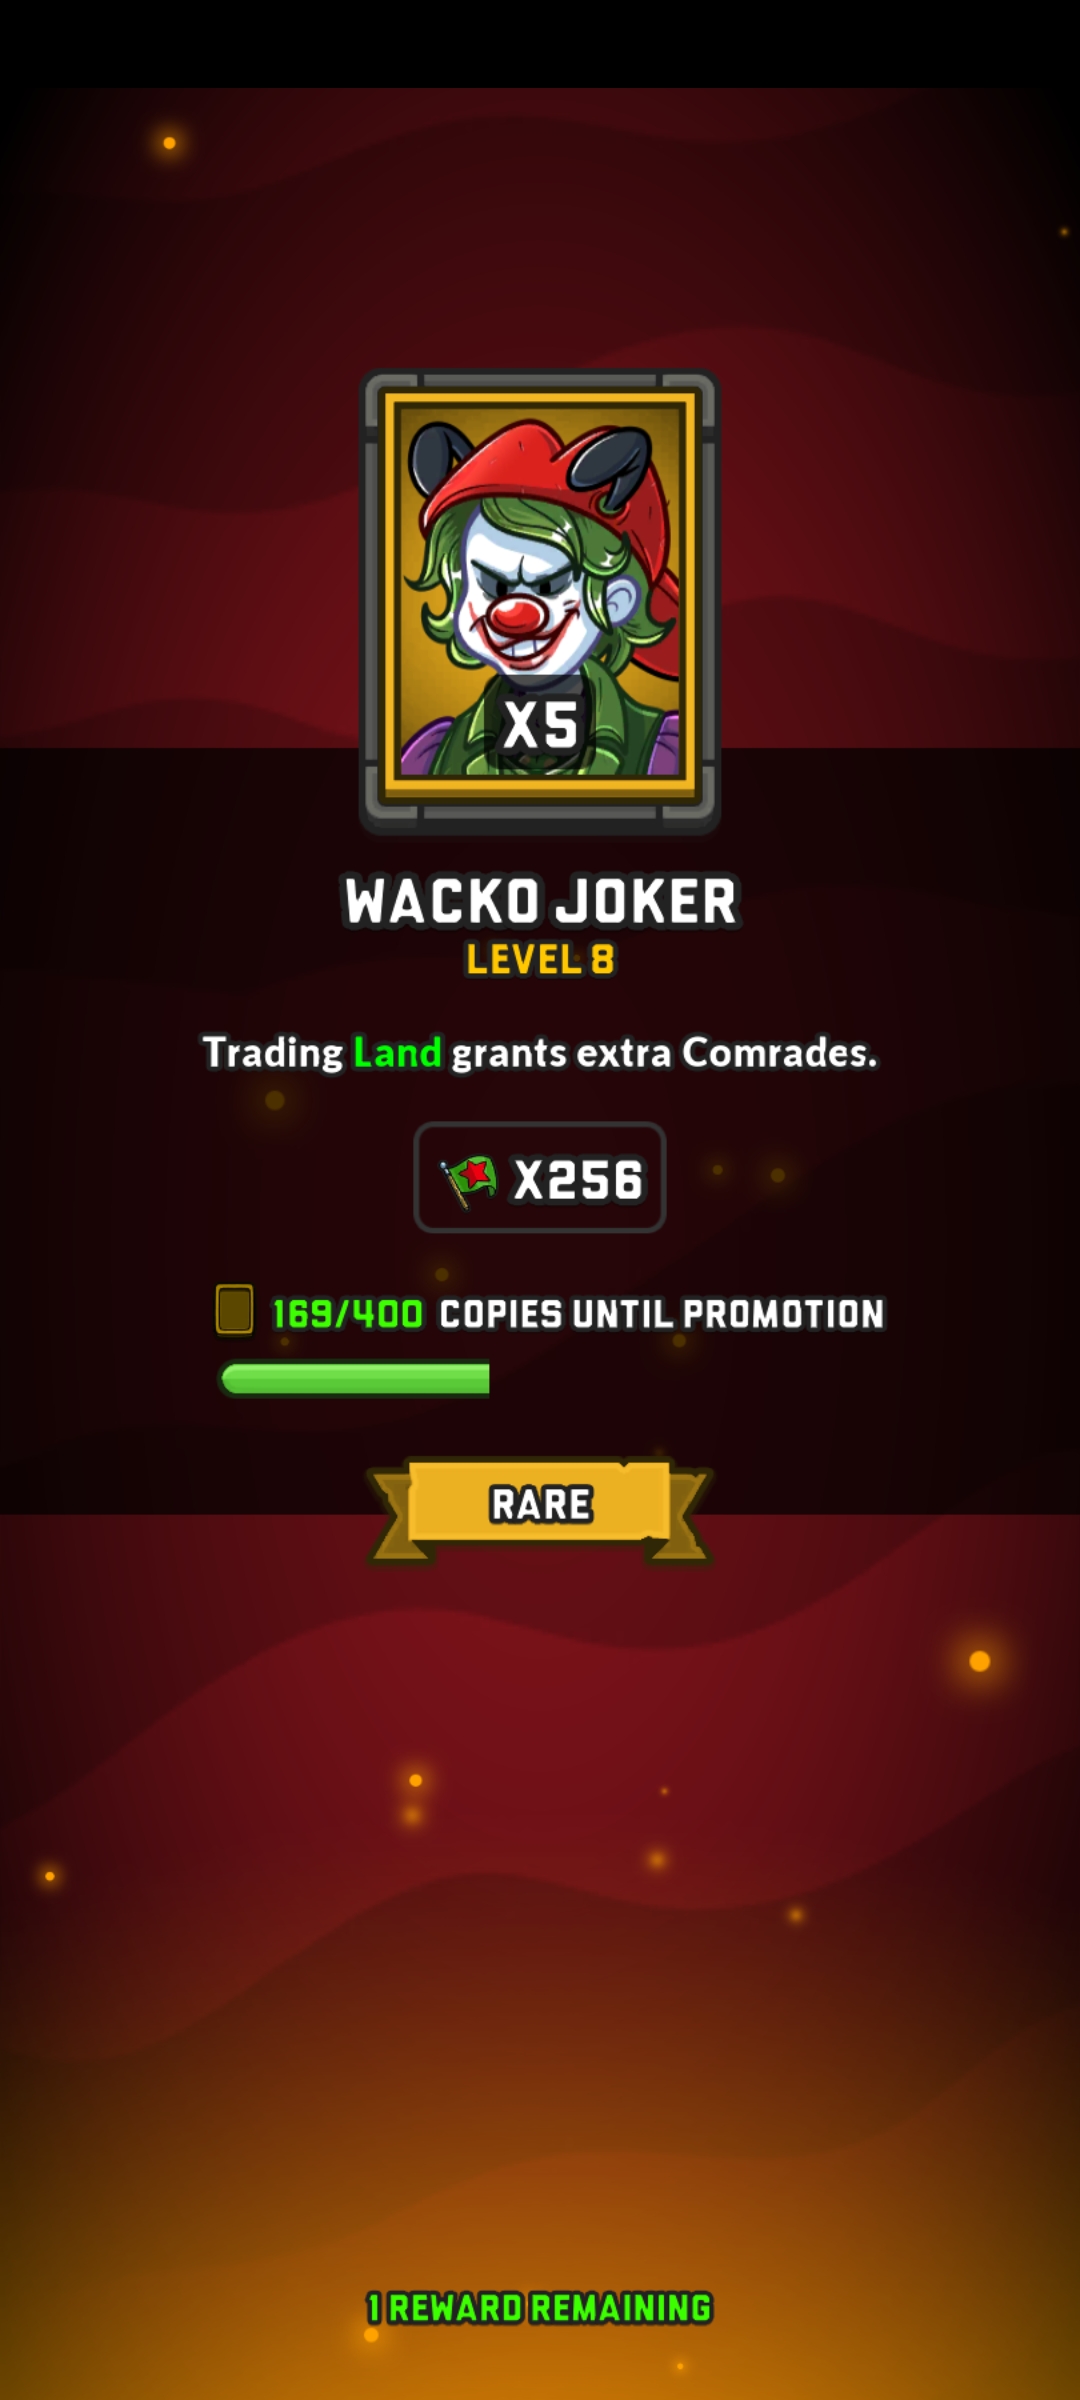 X5
WACKO JOKER
LEVEL 8
Trading Land grants extra Comrades.
X256
169/400 COPIES UNTIL PROMOTION
RARE
1 REWARD REMAINING